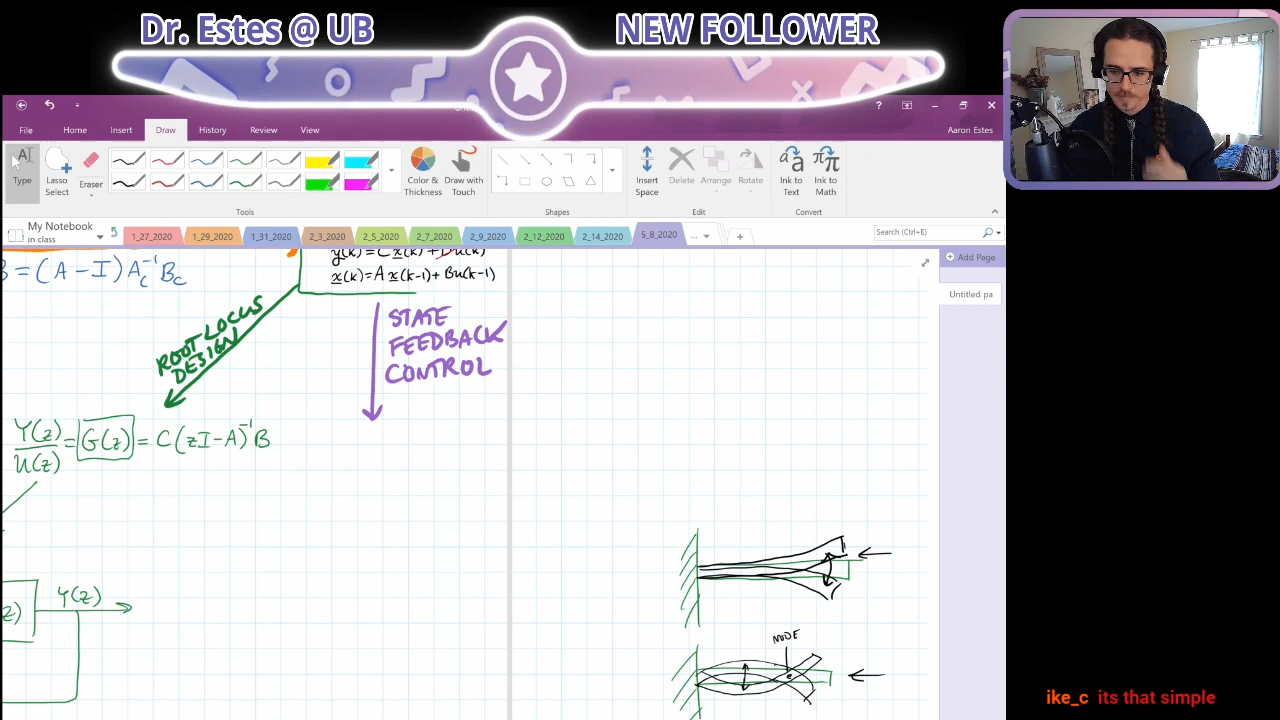 Dr. Estes @ UB
NEW FOLLOWER
File
Home
Insert
Draw
History
Review
View
Aaron Estes
Type
Lasso
Select
Eraser
Color &
Thickness
Draw with
Touch
Insert
Space
Delete
Arrange
Rotate
Ink to
Text
Ink to
Math
Tools
Shapes
Edit
Convert
My Notebook
in class
1_27_2020
1_29_2020
1_31_2020
2_3_2020
2_5_2020
2_7_2020
2_9_2020
2_12_2020
2_14_2020
5_8_2020
...
Search (Ctrl+E)
Add Page
Untitled pa
B = (A - I) A_c^{-1} B_c
y(k) = C x(k) + D u(k)
x(k) = A x(k-1) + Bu(k-1)
ROOT LOCUS
DESIGN
STATE
FEEDBACK
CONTROL
Y(z)/U(z) = G(z) = C(zI-A)^{-1}B
z)
Y(z)
NODE
ike_c its that simple